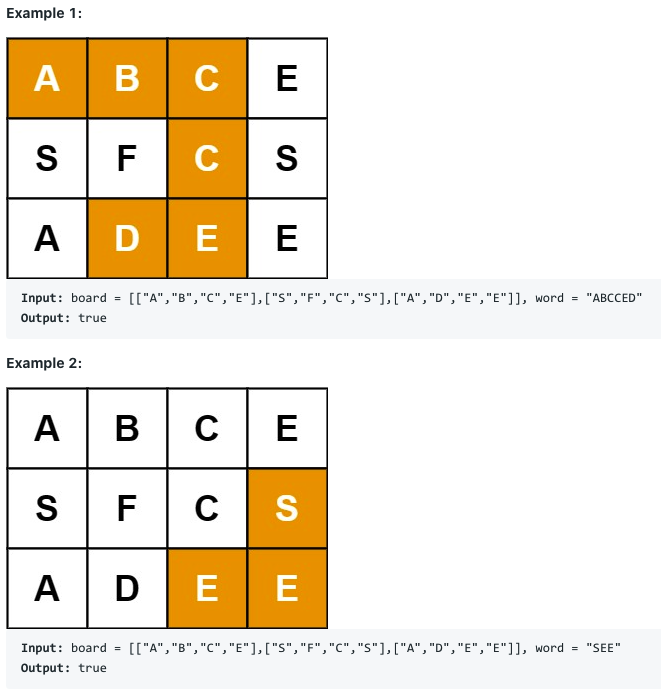 Example 1:
A B C E
S F C S
A D E E
Input: board = [["A","B","C","E"],["S","F","C","S"],["A","D","E","E"]], word = "ABCCED"
Output: true
Example 2:
A B C E
S F C S
A D E E
Input: board = [["A","B","C","E"],["S","F","C","S"],["A","D","E","E"]], word = "SEE"
Output: true